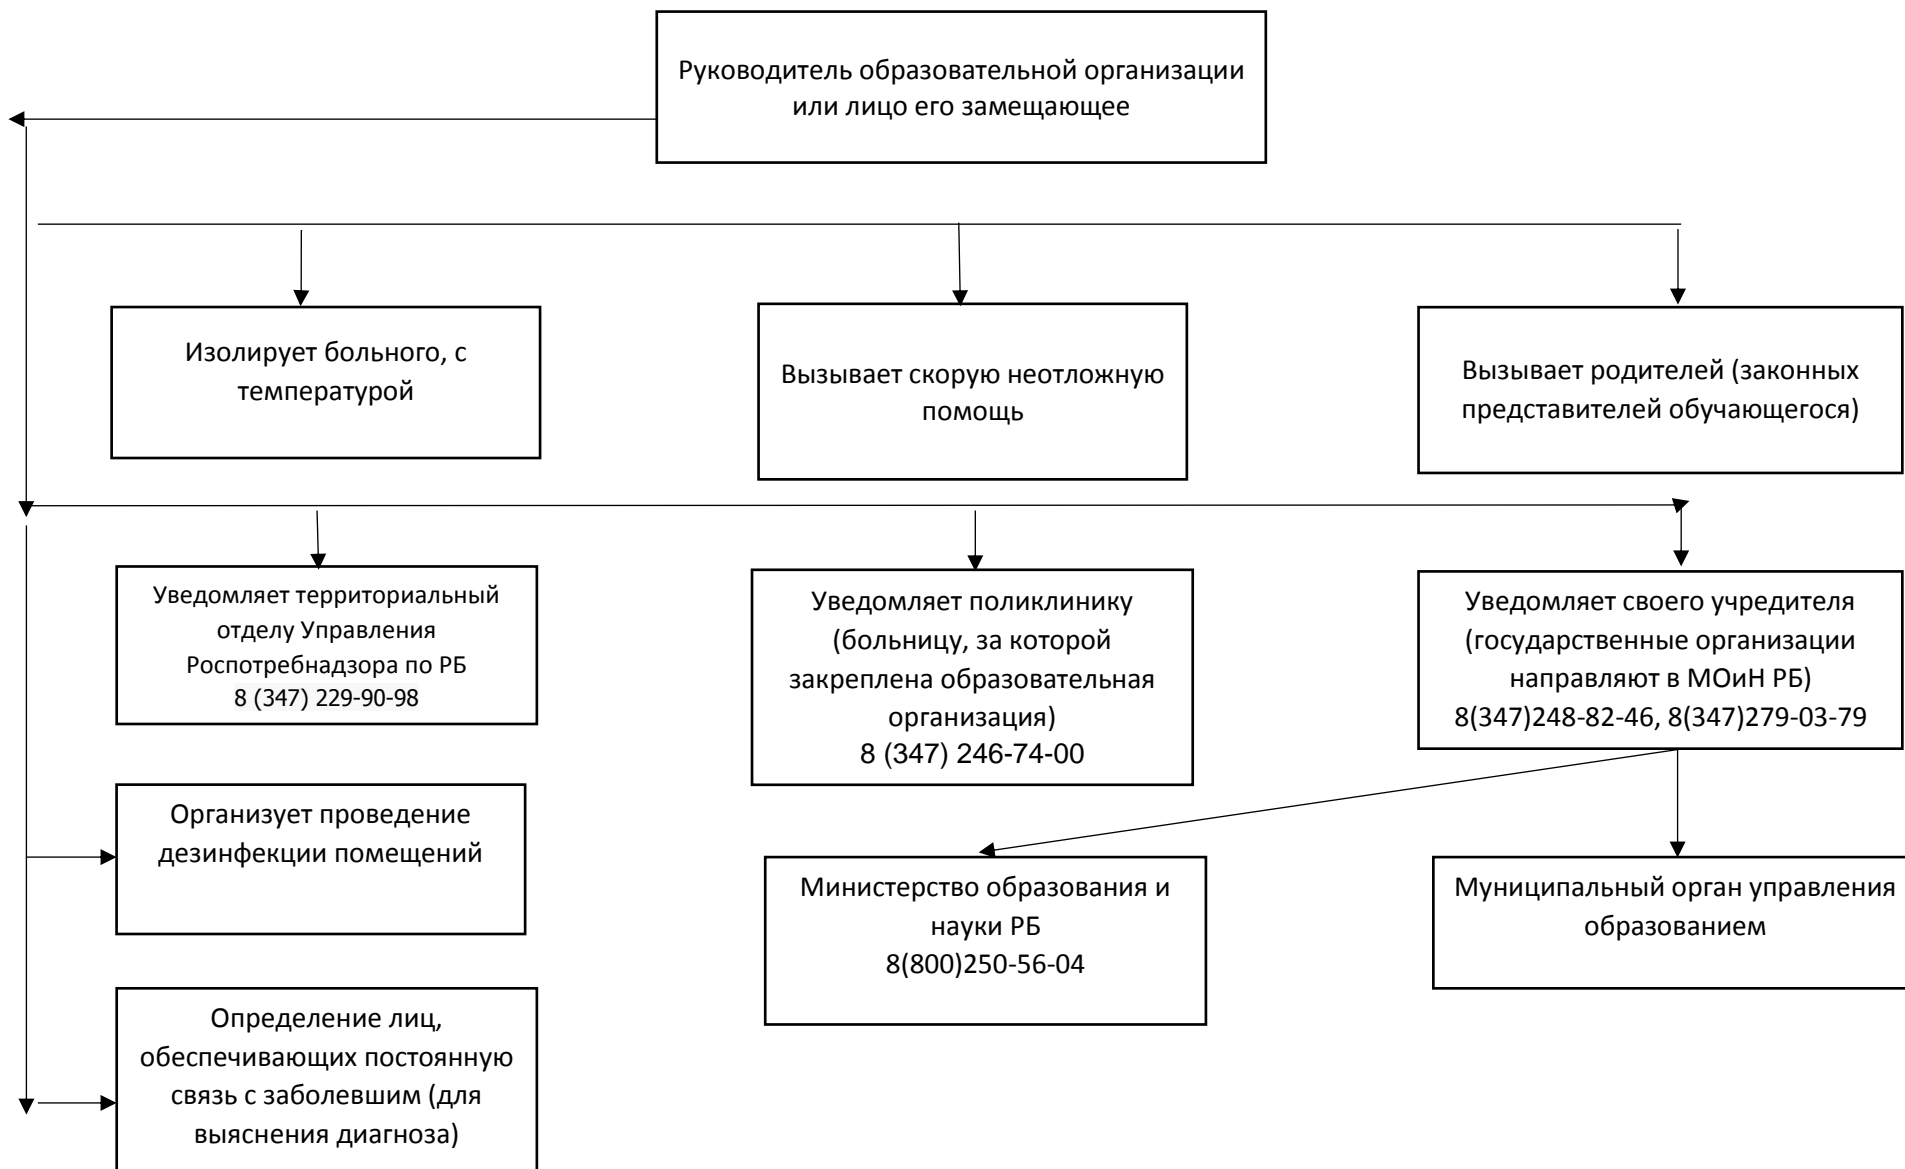 Руководитель образовательной организации
или лицо его замещающее
Изолирует больного, с
температурой
Вызывает скорую неотложную
помощь
Вызывает родителей (законных
представителей обучающегося)
Уведомляет территориальный
отделу Управления
Роспотребнадзора по РБ
8 (347) 229-90-98
Уведомляет поликлинику
(больницу, за которой
закреплена образовательная
организация)
8 (347) 246-74-00
Уведомляет своего учредителя
(государственные организации
направляют в МОиН РБ)
8(347)248-82-46, 8(347)279-03-79
Организует проведение
дезинфекции помещений
Министерство образования и
науки РБ
8(800)250-56-04
Муниципальный орган управления
образованием
Определение лиц,
обеспечивающих постоянную
связь с заболевшим (для
выяснения диагноза)